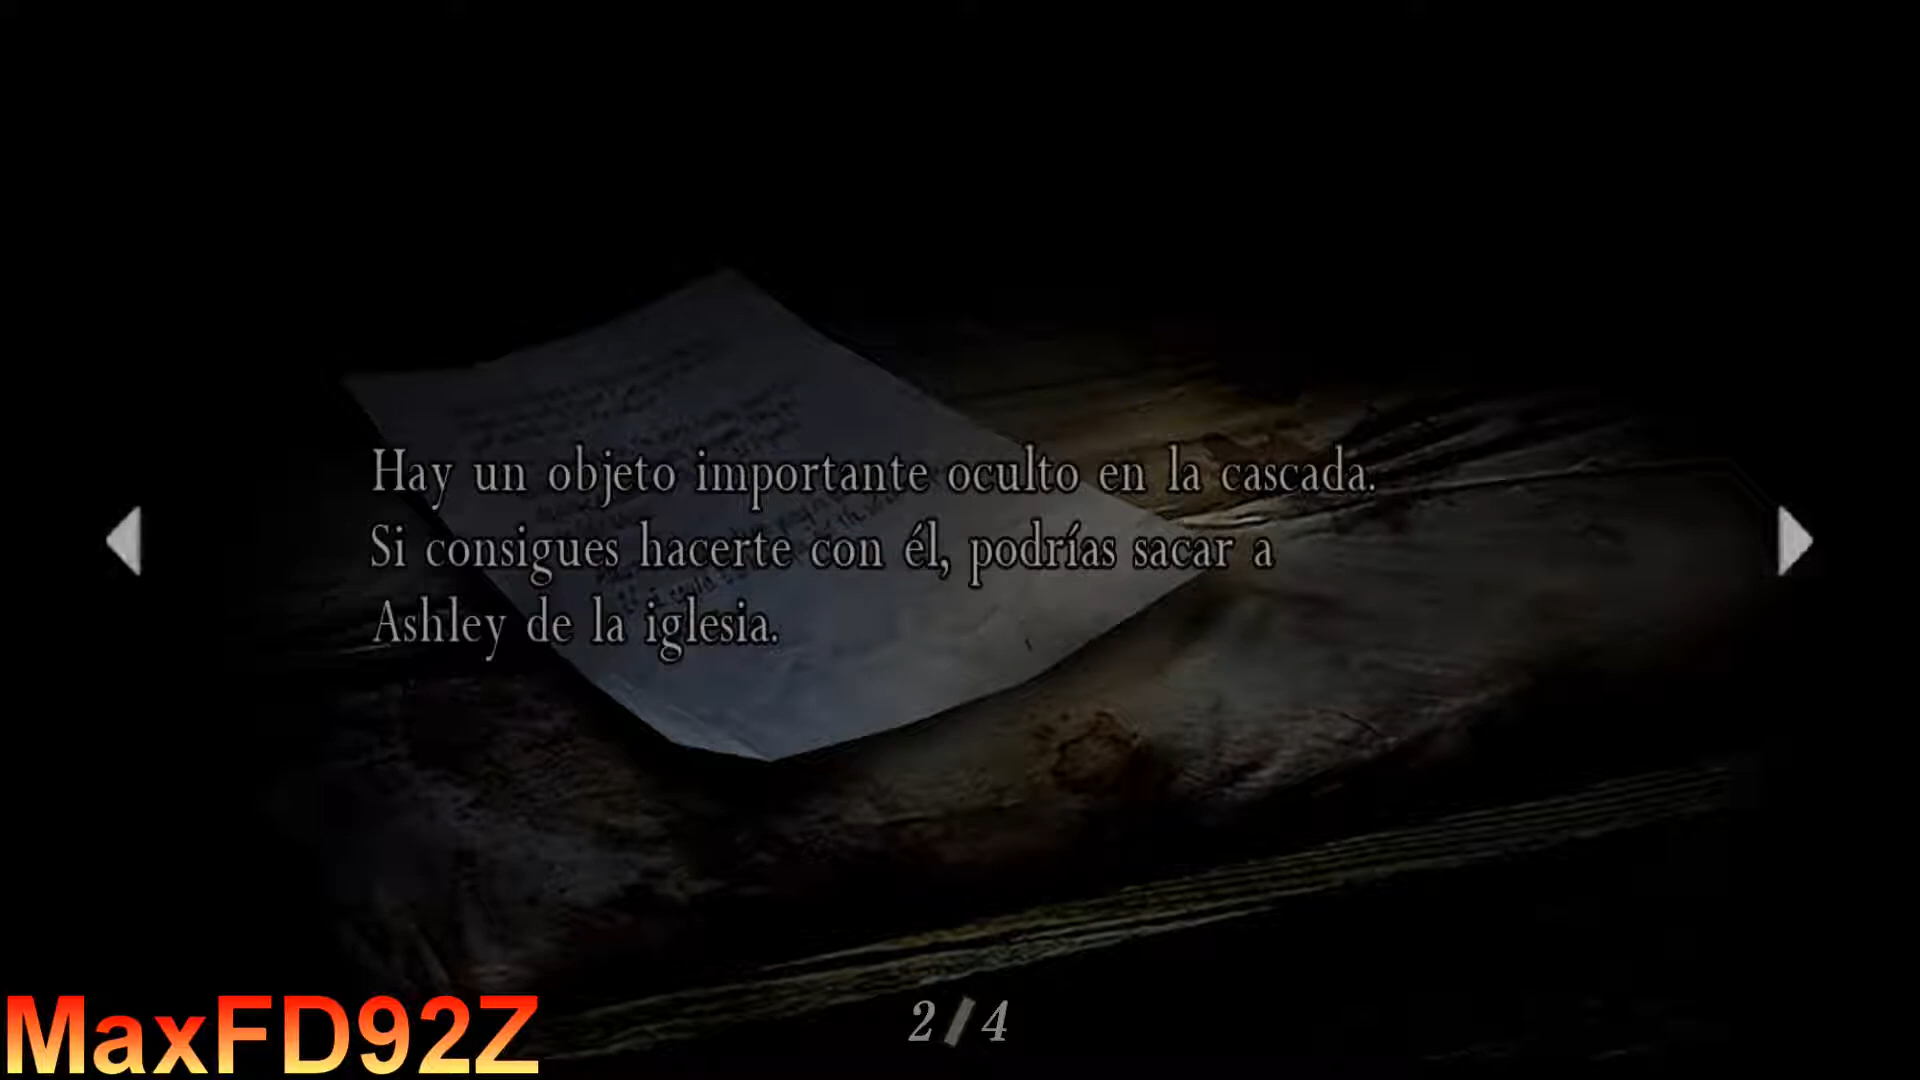 Hay un objeto importante oculto en la cascada.
Si consigues hacerte con él, podrías sacar a
Ashley de la iglesia.
2/4
MaxFD92Z